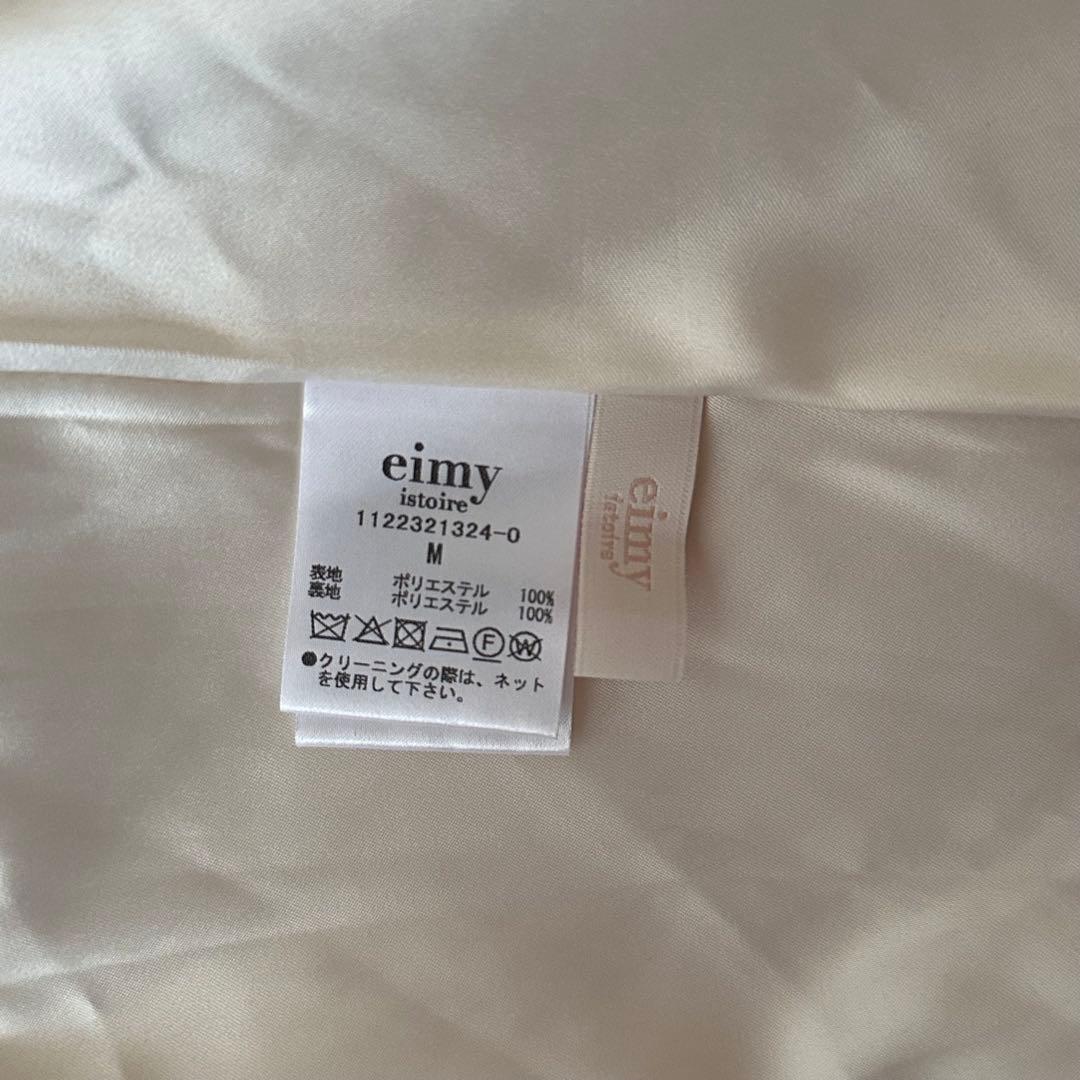 eimy
istoire
1122321324-0
M
表地 ポリエステル 100%
裏地 ポリエステル 100%
F W
●クリーニングの際は、ネット
を使用して下さい。
eimy
istoire